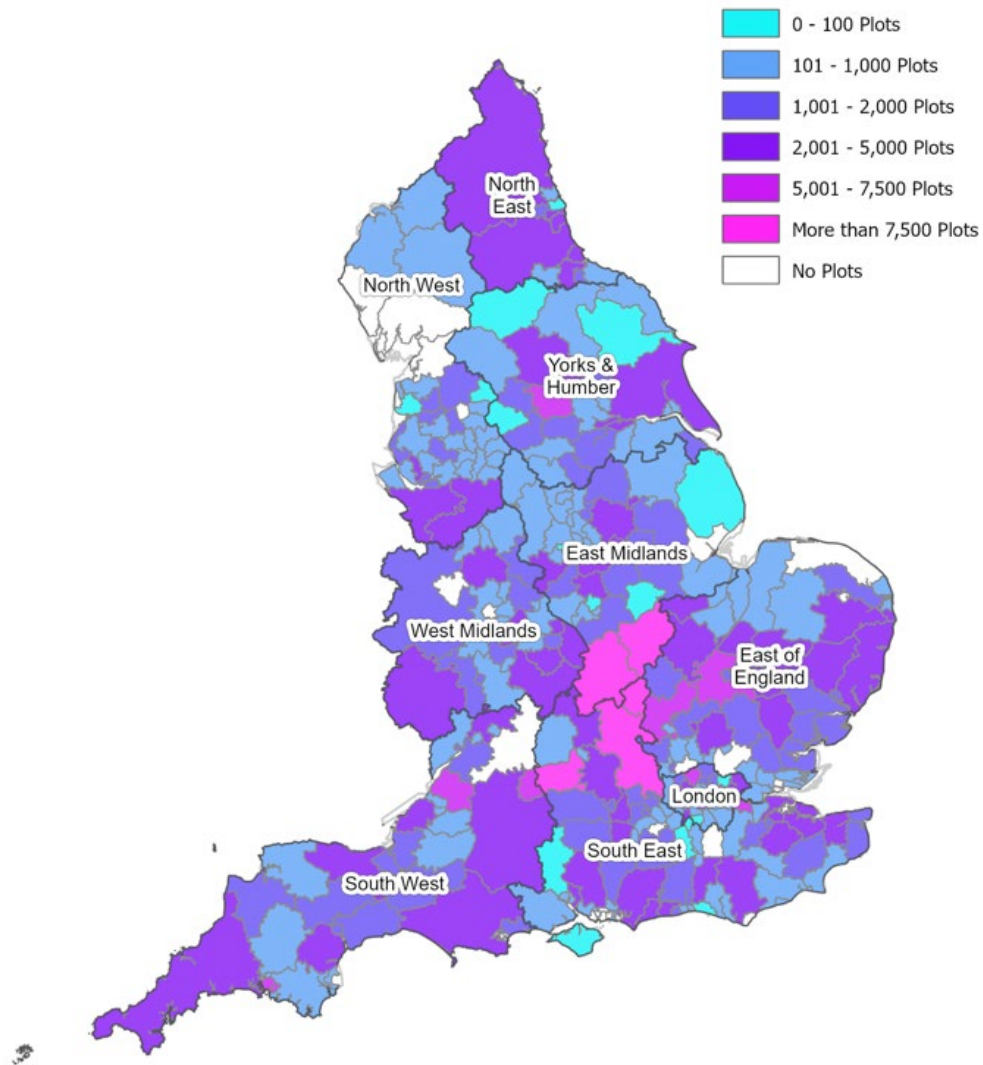 0 - 100 Plots
101 - 1,000 Plots
1,001 - 2,000 Plots
2,001 - 5,000 Plots
5,001 - 7,500 Plots
More than 7,500 Plots
No Plots
North
East
North West
Yorks &
Humber
East Midlands
West Midlands
East of
England
London
South East
South West